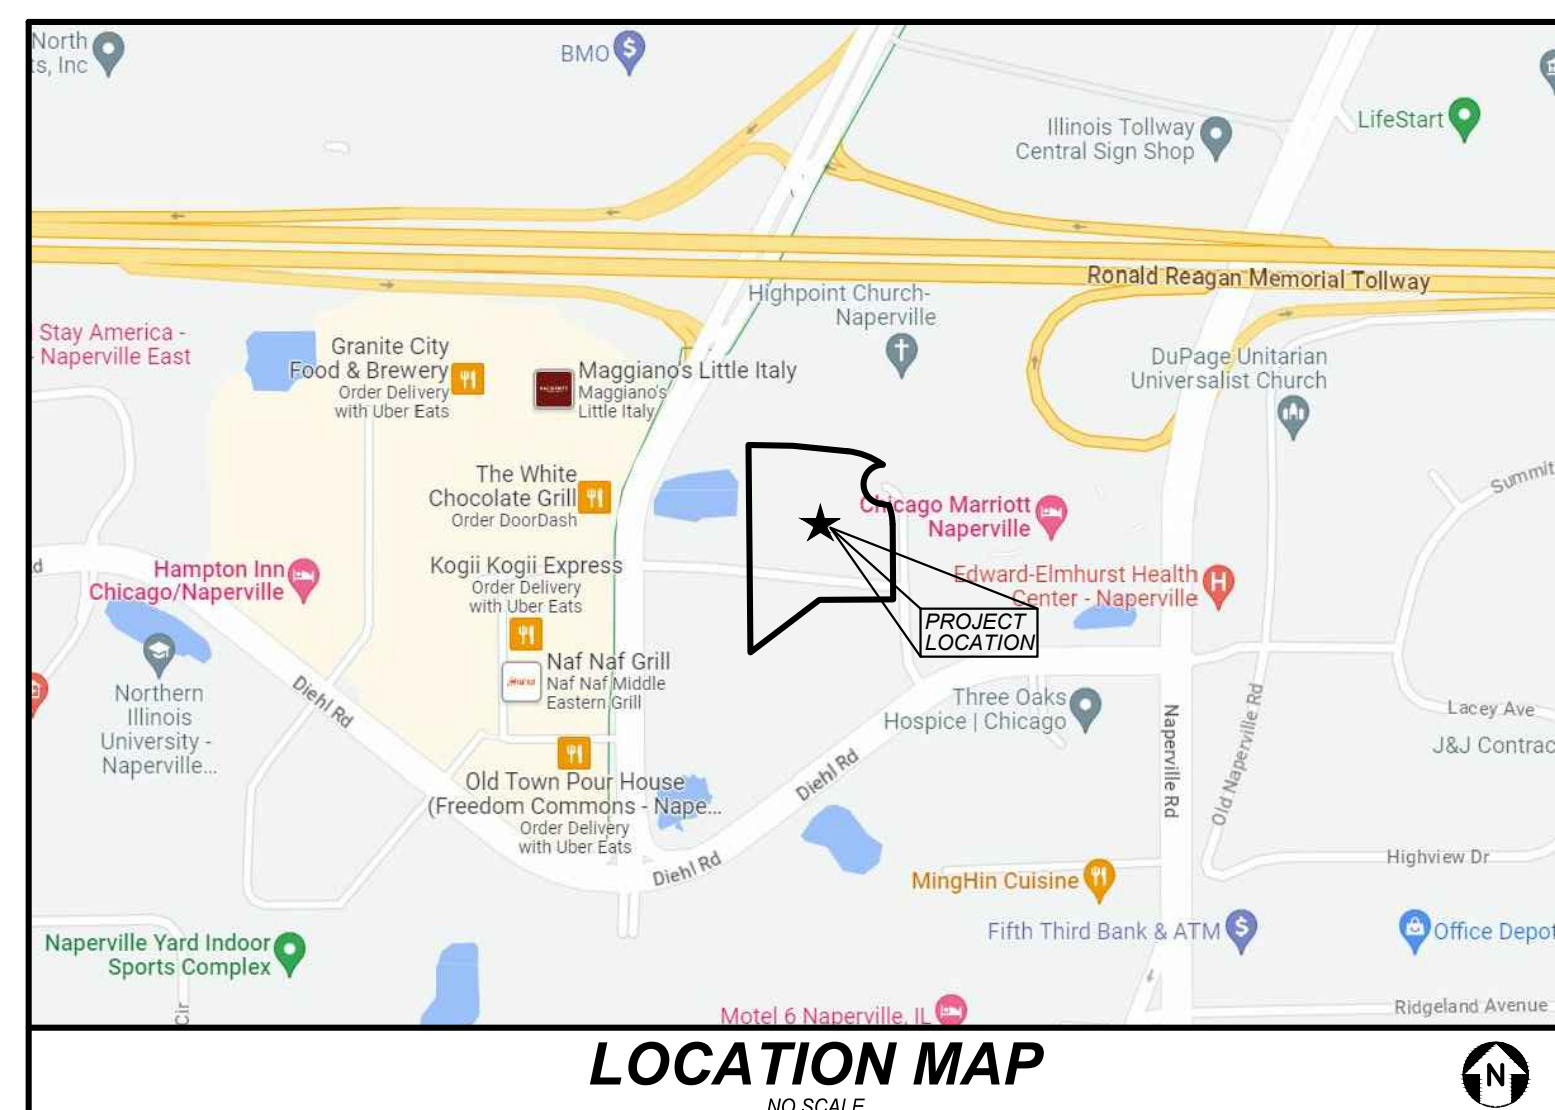 North
ts, Inc
BMO
Illinois Tollway
Central Sign Shop
LifeStart
Ronald Reagan Memorial Tollway
Highpoint Church-
Naperville
Stay America -
Naperville East
Granite City
Food & Brewery
Order Delivery
with Uber Eats
Maggiano's Little Italy
Maggiano's
Little Italy
DuPage Unitarian
Universalist Church
The White
Chocolate Grill
Order DoorDash
Chicago Marriott
Naperville
Summit
d
Hampton Inn
Chicago/Naperville
Kogii Kogii Express
Order Delivery
with Uber Eats
Edward-Elmhurst Health
Center - Naperville
H
PROJECT
LOCATION
Naf Naf Grill
Naf Naf Middle
Eastern Grill
Northern
Illinois
University -
Naperville...
Diehl Rd
Three Oaks
Hospice | Chicago
Naperville Rd
Old Naperville Rd
Lacey Ave
J&J Contrac
Old Town Pour House
(Freedom Commons - Nape...
Order Delivery
with Uber Eats
Diehl Rd
Diehl Rd
Highview Dr
MingHin Cuisine
Fifth Third Bank & ATM
Office Depot
Naperville Yard Indoor
Sports Complex
Cir
Motel 6 Naperville, IL
Ridgeland Avenue
LOCATION MAP
NO SCALE
N